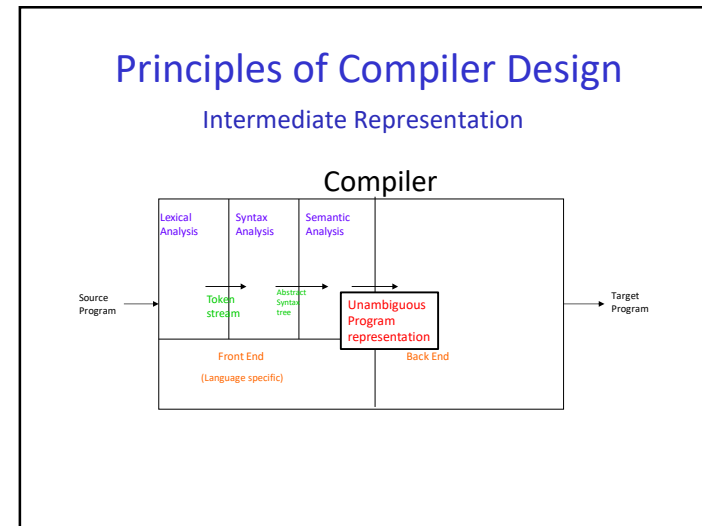 Principles of Compiler Design
Intermediate Representation
Compiler
Lexical
Analysis
Syntax
Analysis
Semantic
Analysis
Source
Program
Token
stream
Abstract
Syntax
tree
Unambiguous
Program
representation
Target
Program
Front End
(Language specific)
Back End